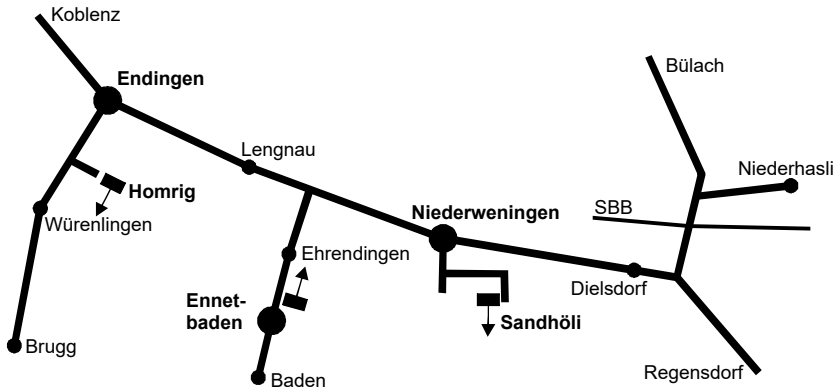 Koblenz
Endingen
Bülach
Lengnau
Niederhasli
Homrig
Niederweningen
SBB
Würenlingen
Ehrendingen
Dielsdorf
Ennet-
baden
Sandhöli
Brugg
Baden
Regensdorf